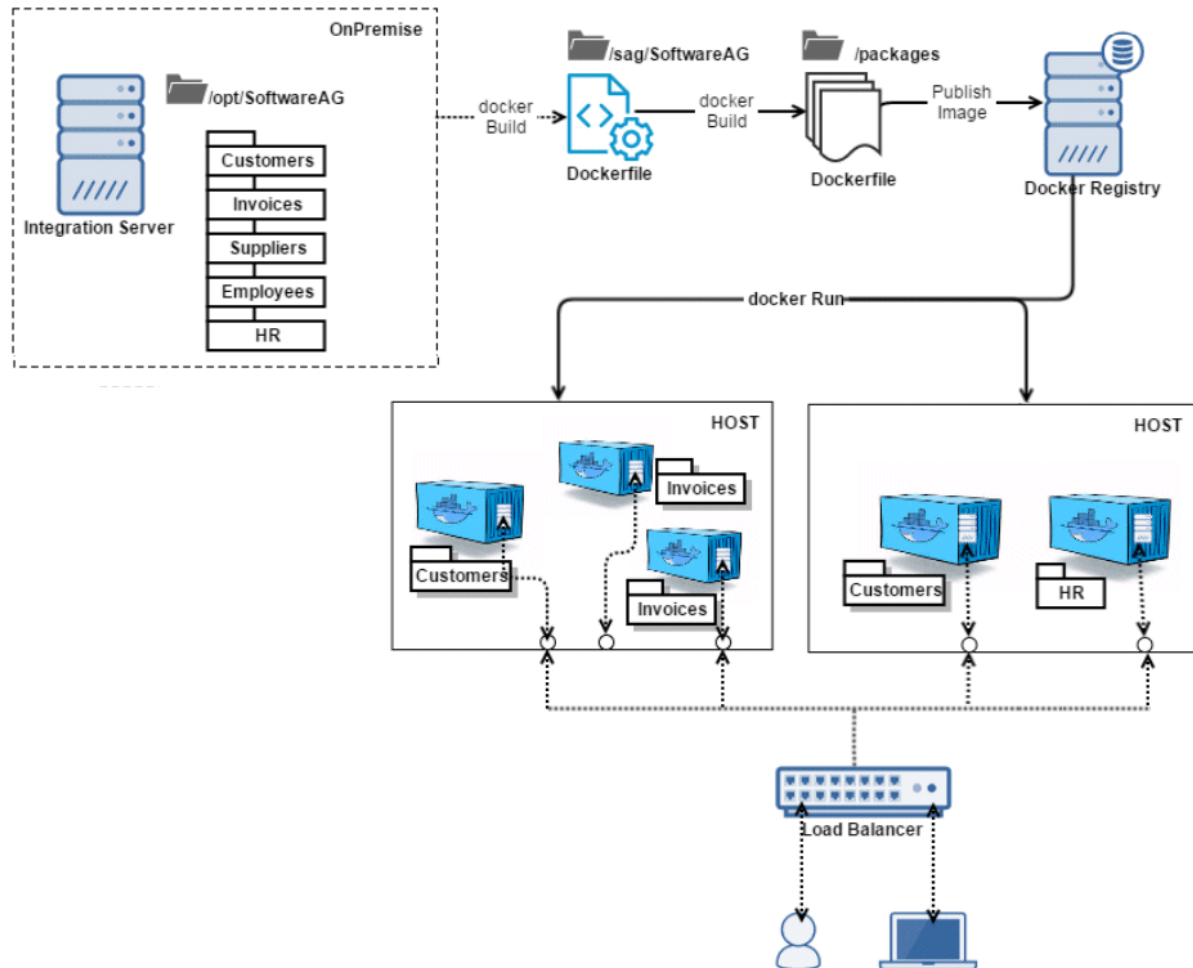 OnPremise
/opt/SoftwareAG
Integration Server
Customers
Invoices
Suppliers
Employees
HR
docker
Build
/sag/SoftwareAG
Dockerfile
docker
Build
/packages
Dockerfile
Publish
Image
Docker Registry
docker Run
HOST
Invoices
Customers
Invoices
HOST
Customers
HR
Load Balancer